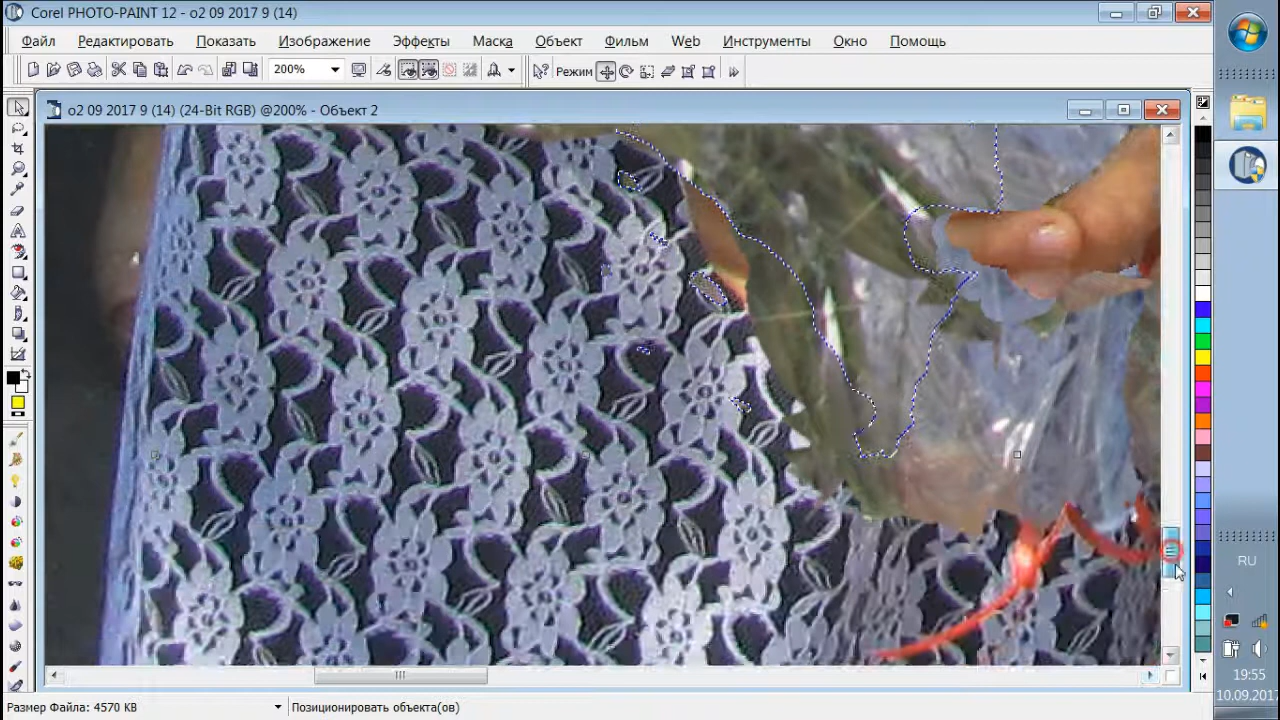 Corel PHOTO-PAINT 12 - o2 09 2017 9 (14)
Файл Редактировать Показать Изображение Эффекты Маска Объект Фильм Web Инструменты Окно Помощь
200% Режим
o2 09 2017 9 (14) (24-Bit RGB) @200% - Объект 2
RU
19:55
10.09.2017
Размер Файла: 4570 KB Позиционировать объекта(ов)